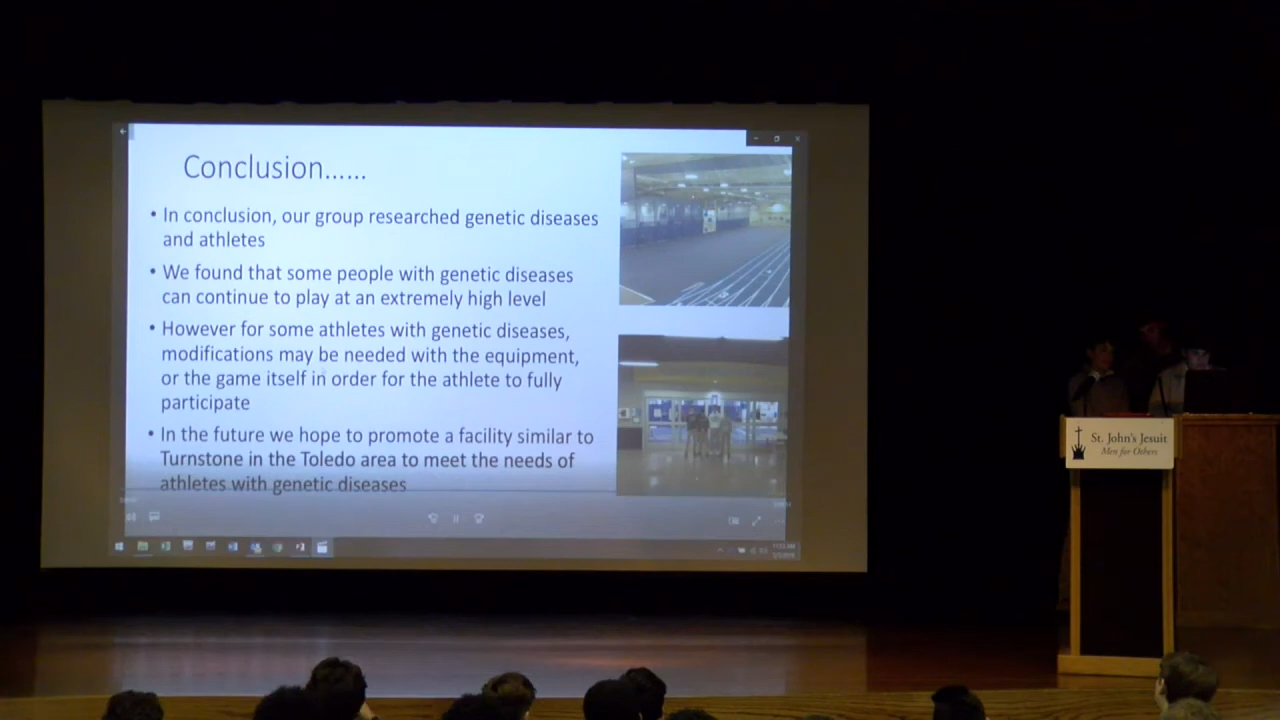 Conclusion......
• In conclusion, our group researched genetic diseases
and athletes
• We found that some people with genetic diseases
can continue to play at an extremely high level
• However for some athletes with genetic diseases,
modifications may be needed with the equipment,
or the game itself in order for the athlete to fully
participate
• In the future we hope to promote a facility similar to
Turnstone in the Toledo area to meet the needs of
athletes with genetic diseases
St. John's Jesuit
Men for Others